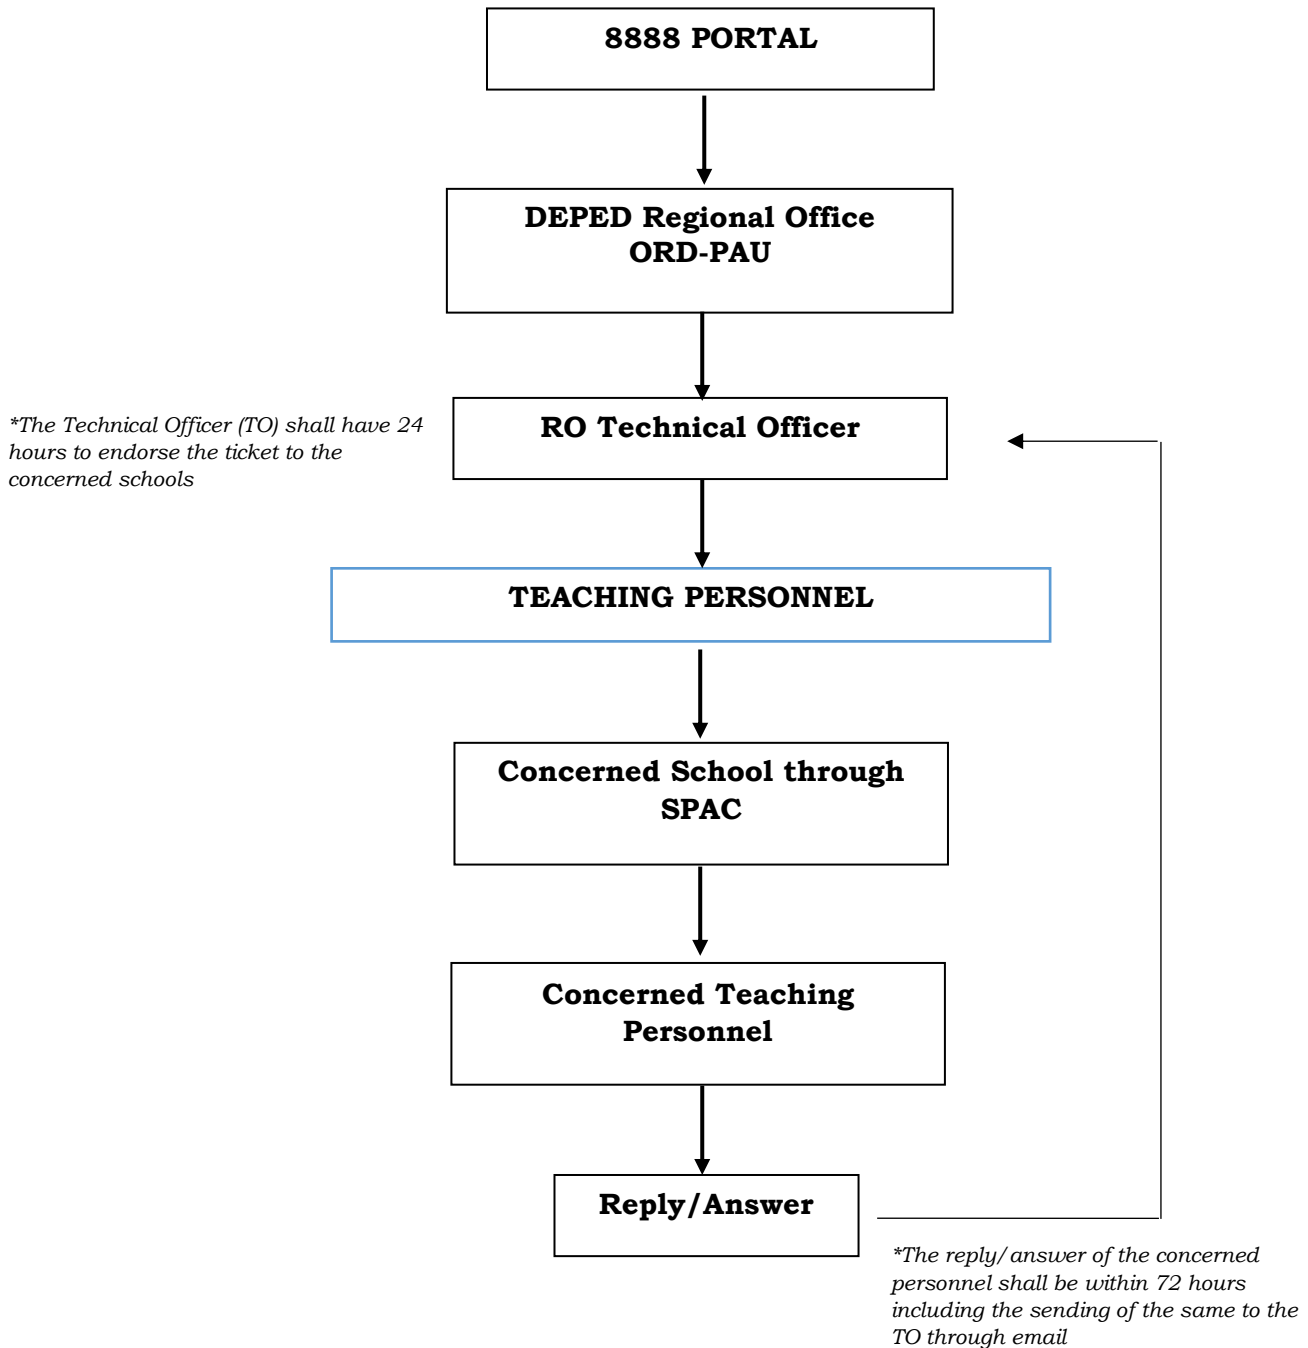 8888 PORTAL
DEPED Regional Office
ORD-PAU
*The Technical Officer (TO) shall have 24
hours to endorse the ticket to the
concerned schools
RO Technical Officer
TEACHING PERSONNEL
Concerned School through
SPAC
Concerned Teaching
Personnel
Reply/Answer
*The reply/answer of the concerned
personnel shall be within 72 hours
including the sending of the same to the
TO through email